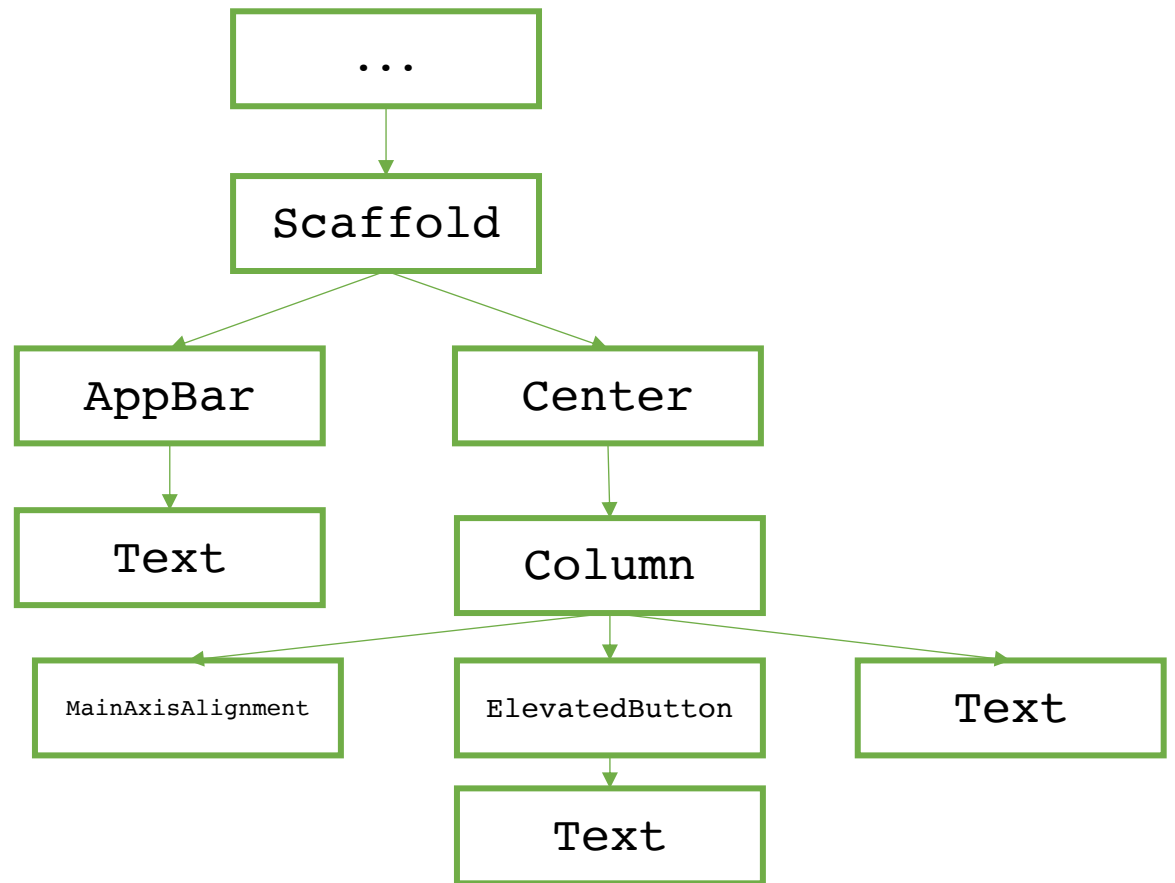 ...
Scaffold
AppBar
Center
Text
Column
MainAxisAlignment
ElevatedButton
Text
Text